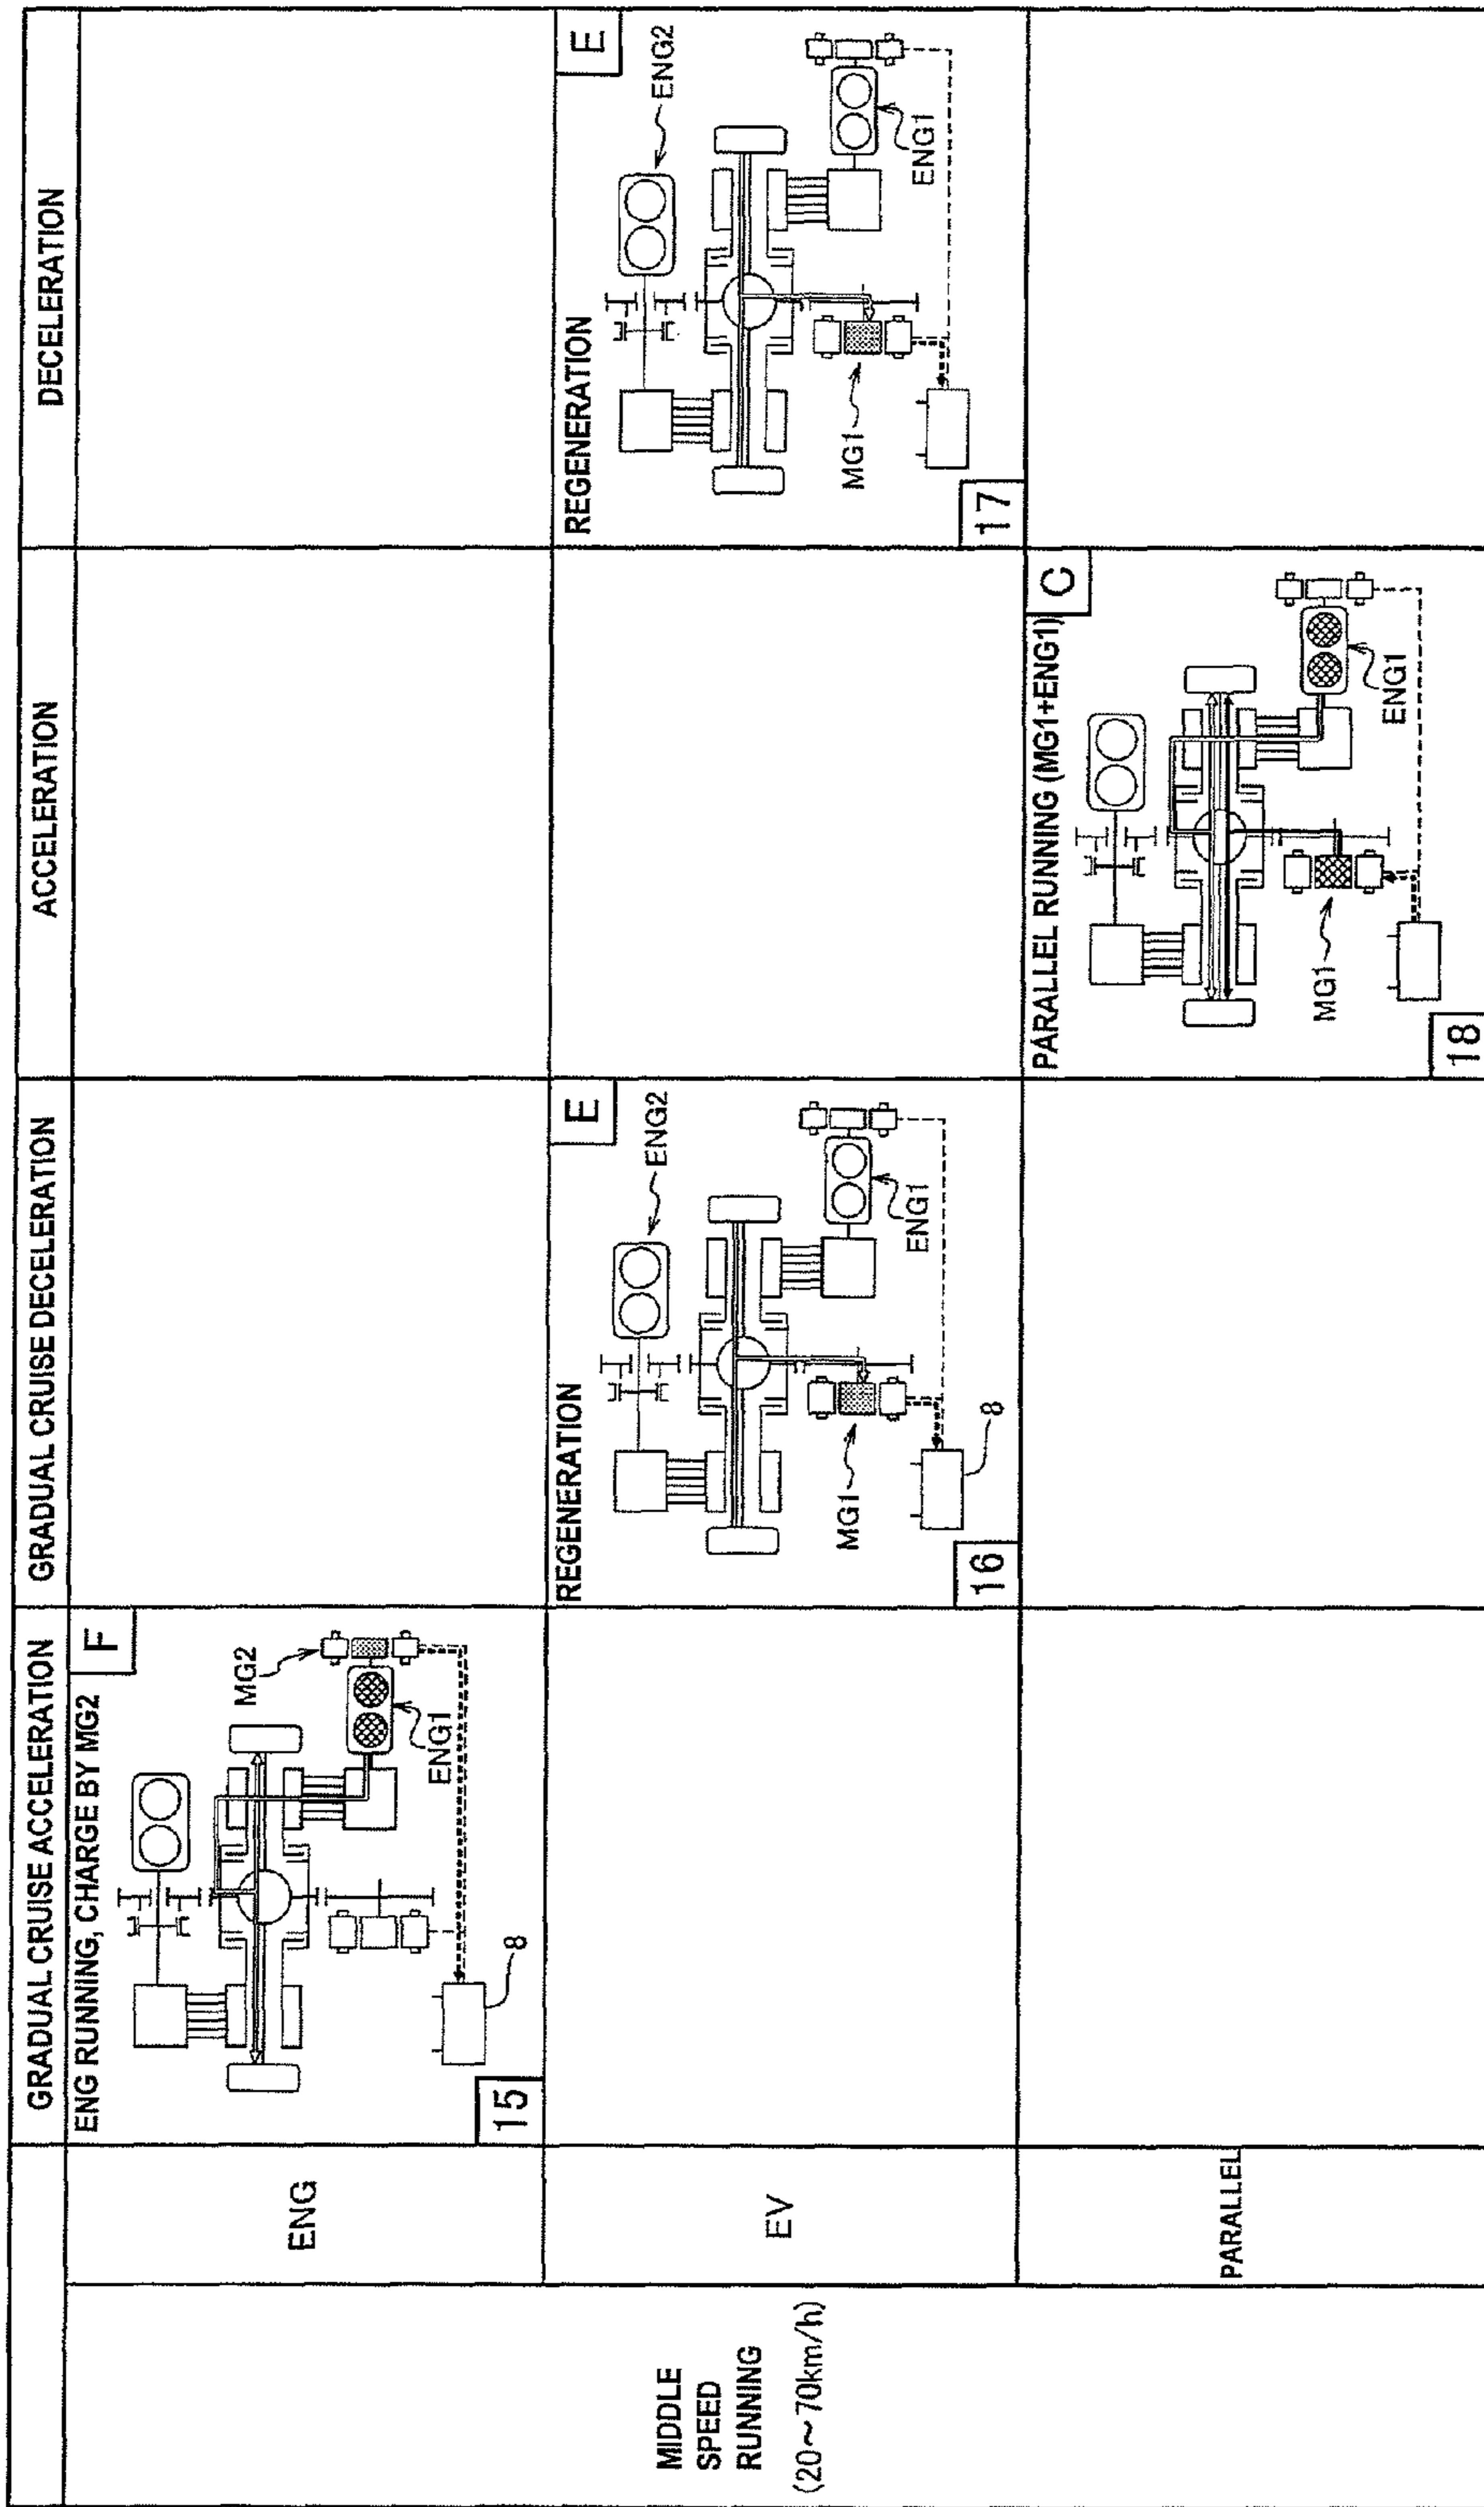 GRADUAL CRUISE ACCELERATION
GRADUAL CRUISE DECELERATION
ACCELERATION
DECELERATION
MIDDLE
SPEED
RUNNING
(20~70km/h)
ENG
ENG RUNNING, CHARGE BY MG2
F
MG2
ENG1
8
15
EV
REGENERATION
E
ENG2
ENG1
MG1
8
16
REGENERATION
E
ENG2
ENG1
MG1
17
PARALLEL
PARALLEL RUNNING (MG1+ENG1)
C
ENG1
MG1
18